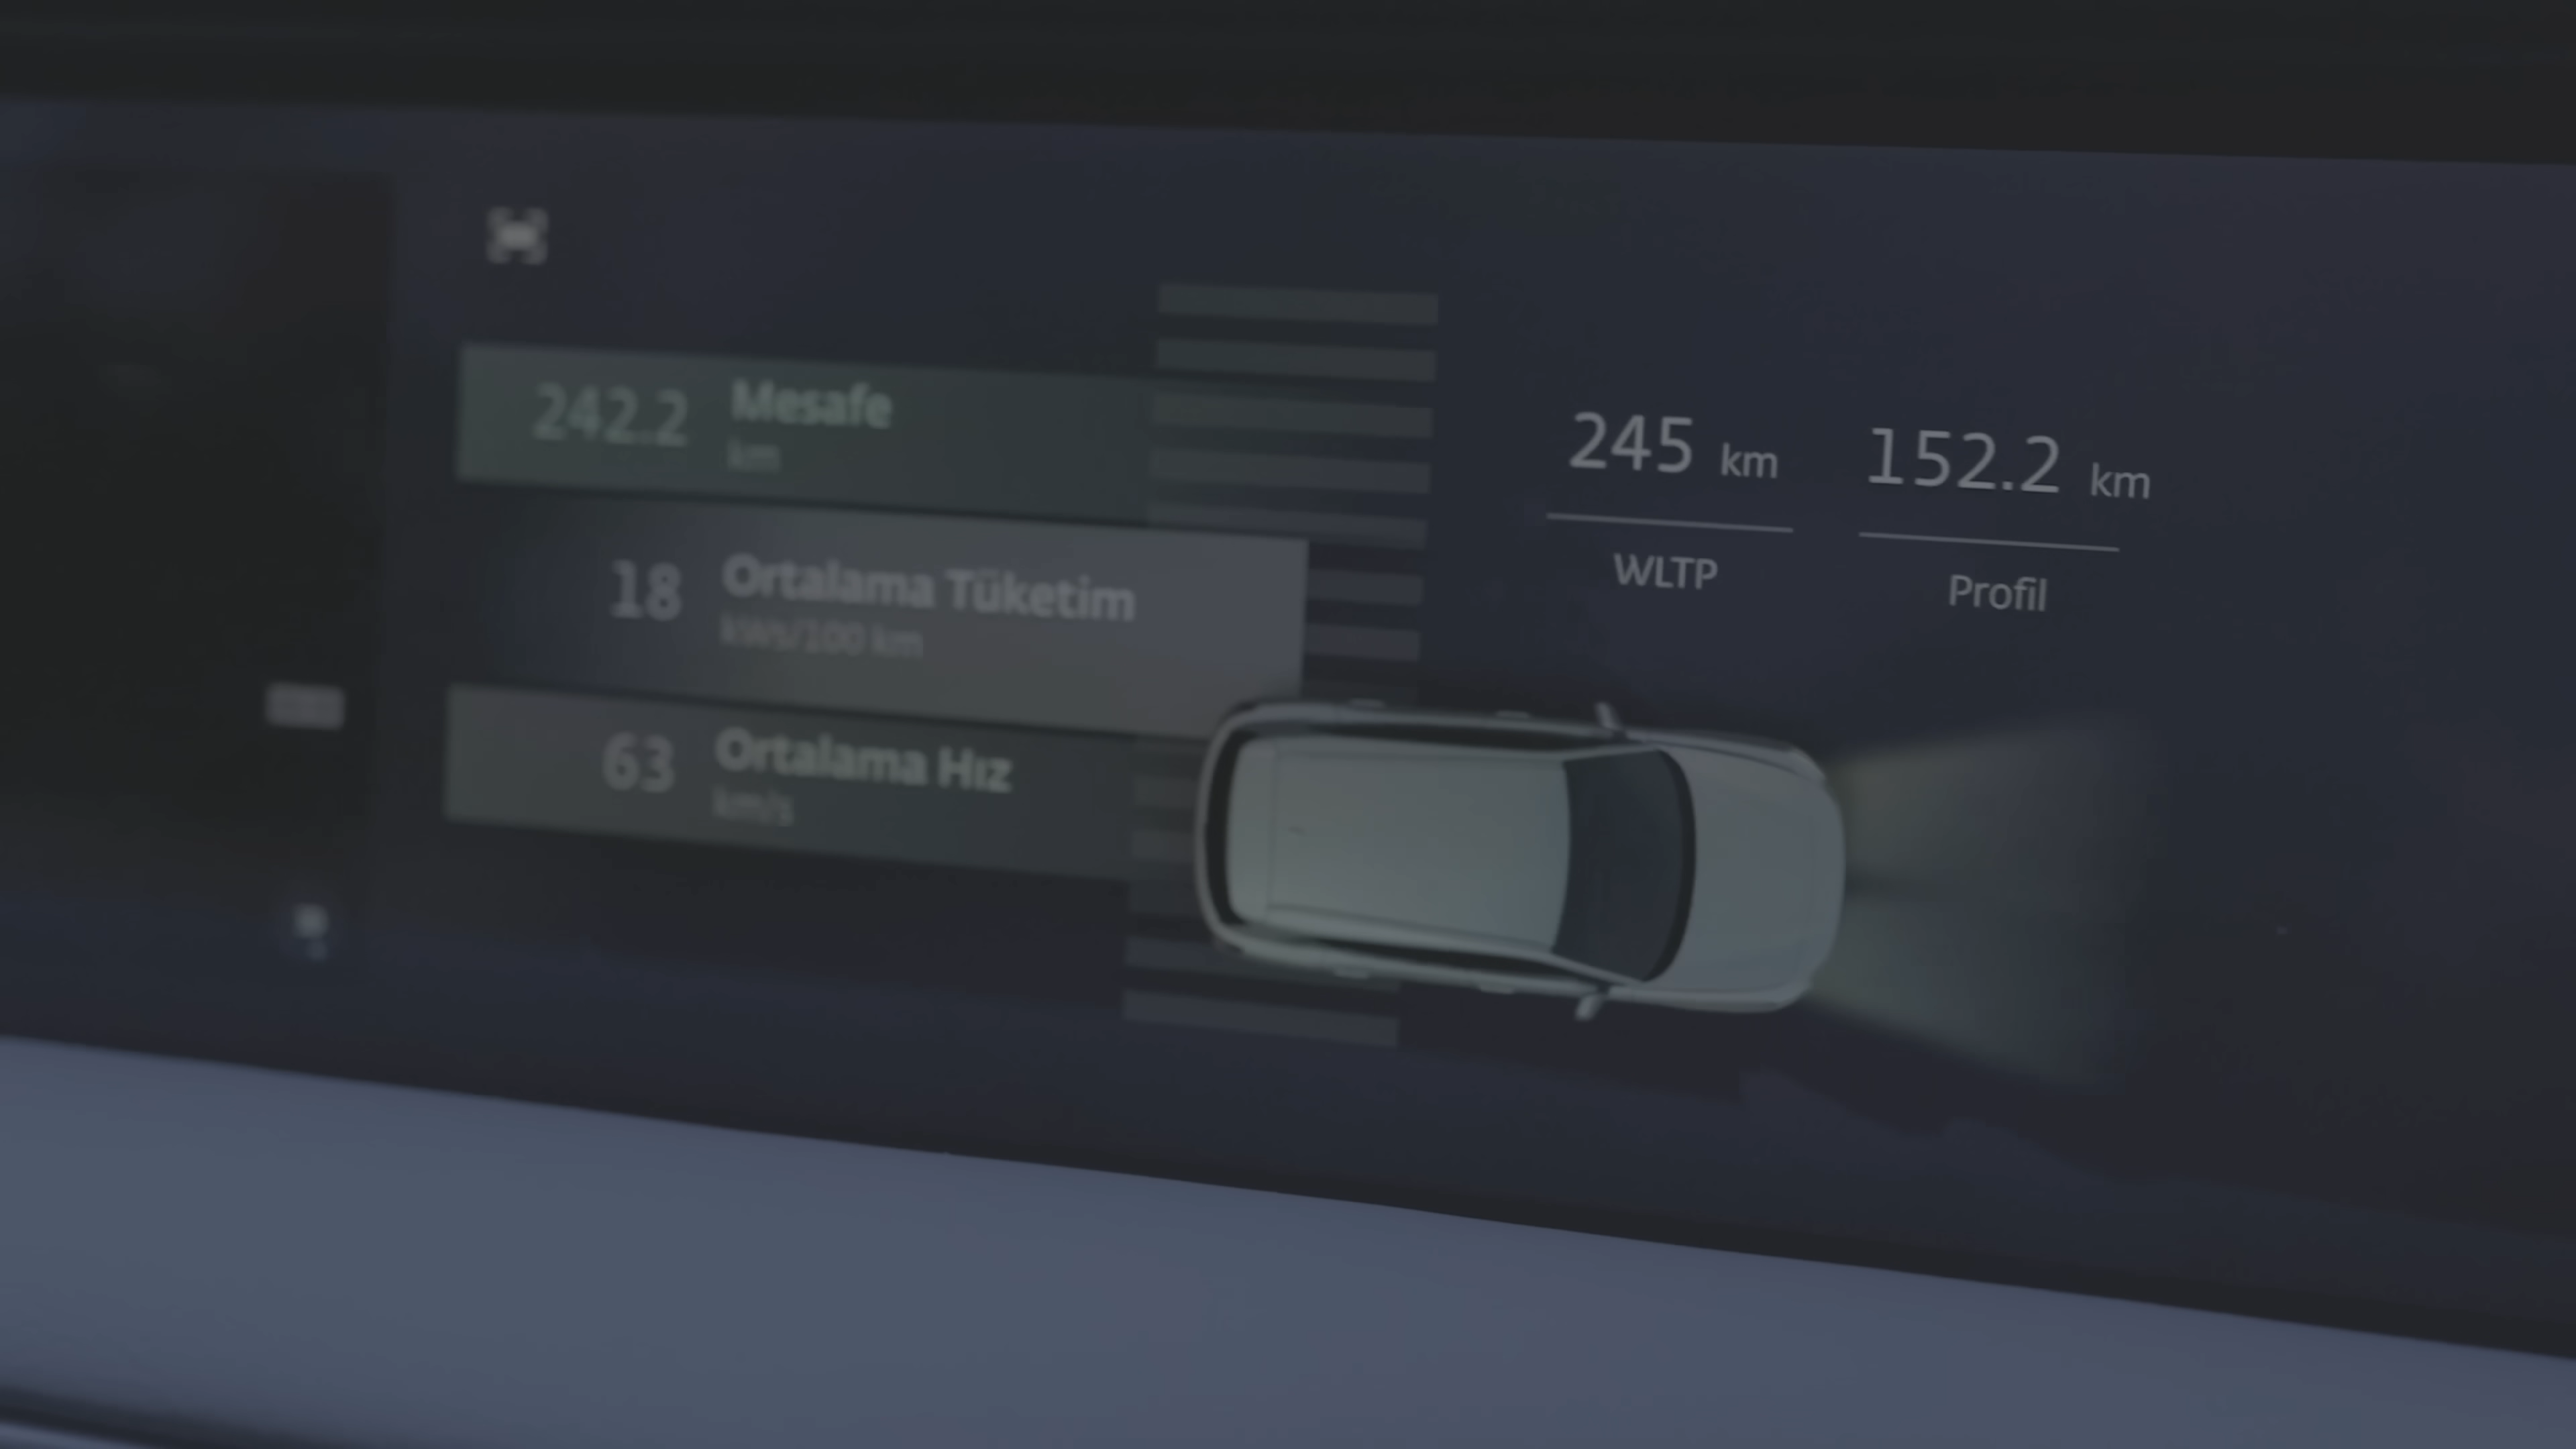 242.2 Mesafe
km
18 Ortalama Tüketim
kWs/100 km
63 Ortalama Hız
km/s
245 km
WLTP
152.2 km
Profil